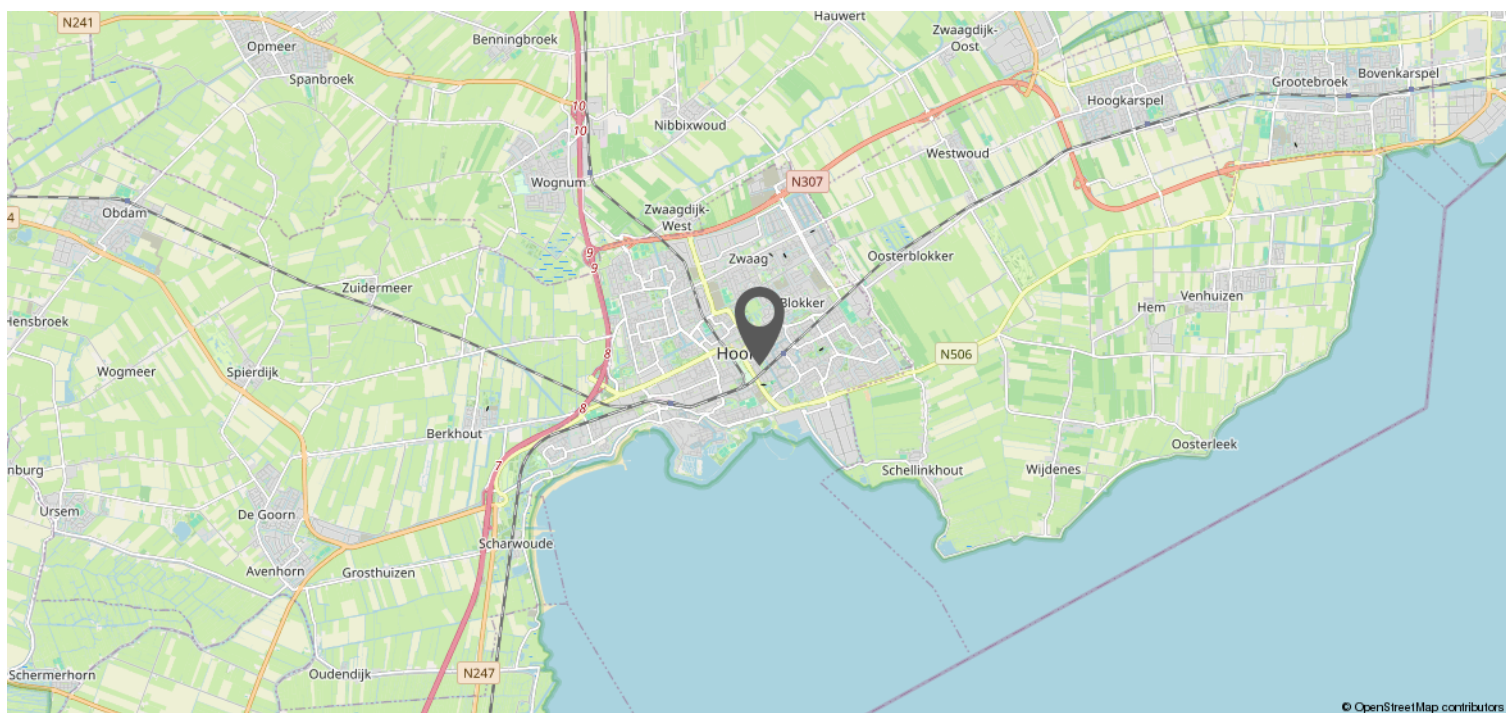 N241
Opmeer
Spanbroek
Benningbroek
Hauwert
Zwaagdijk-
Oost
Hoogkarspel
Grootebroek
Bovenkarspel
10
10
Nibbixwoud
Westwoud
Wognum
N307
4
Obdam
Zwaagdijk-
West
9
9
Zwaag
Oosterblokker
Zuidermeer
Blokker
Hem
Venhuizen
Hensbroek
8
N506
Wogmeer
Spierdijk
8
Berkhout
7
Schellinkhout
Wijdenes
Oosterleek
nburg
Ursem
De Goorn
Scharwoude
Avenhorn
Grosthuizen
Schermerhorn
Oudendijk
N247
© OpenStreetMap contributors